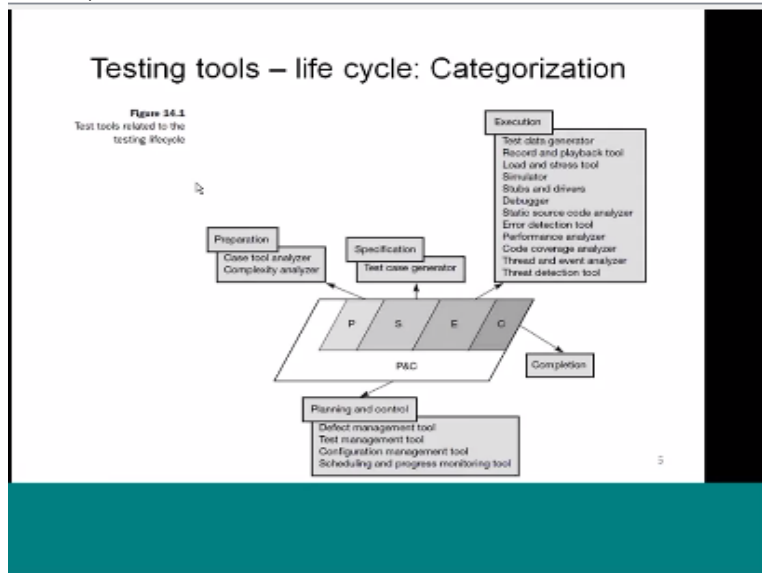 Testing tools – life cycle: Categorization
Figure 14.1
Test tools related to the
testing lifecycle
Execution
Test data generator
Record and playback tool
Load and stress tool
Simulator
Stubs and drivers
Debugger
Static source code analyzer
Error detection tool
Performance analyzer
Code coverage analyzer
Thread and event analyzer
Threat detection tool
Preparation
Case tool analyzer
Complexity analyzer
Specification
Test case generator
P S E C
P&C
Completion
Planning and control
Defect management tool
Test management tool
Configuration management tool
Scheduling and progress monitoring tool
5